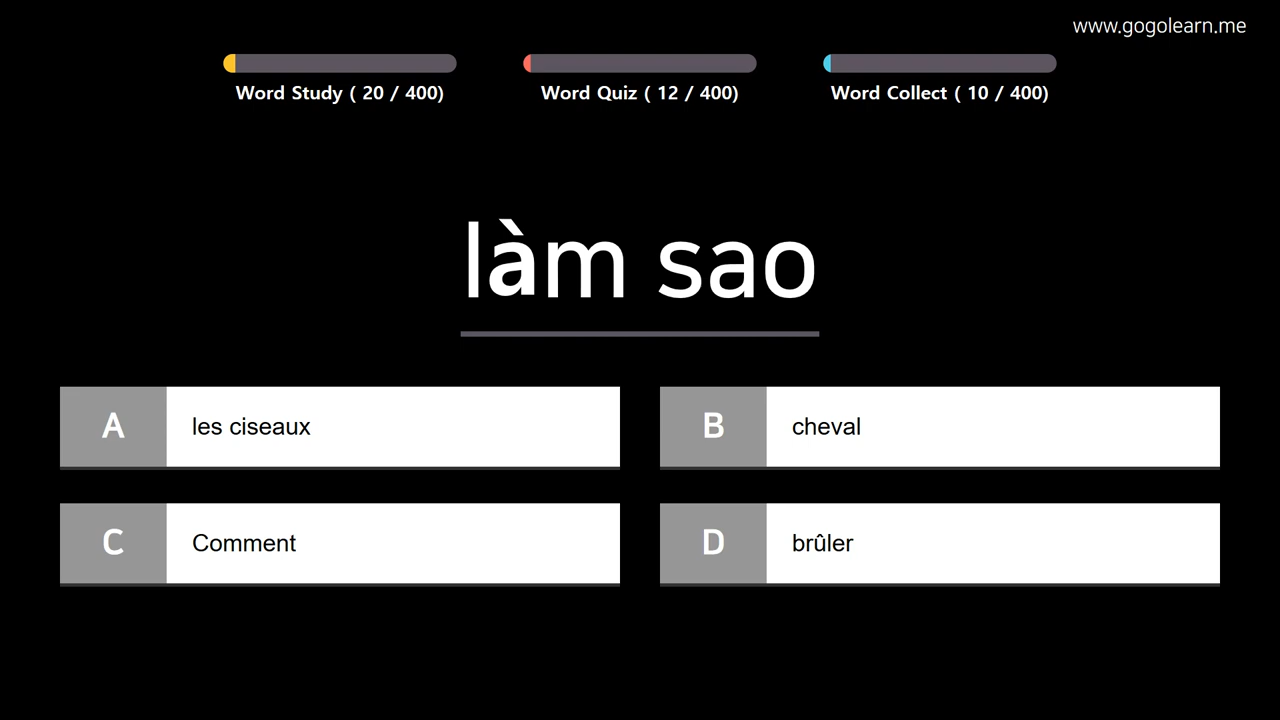 www.gogolearn.me
Word Study ( 20 / 400)
Word Quiz ( 12 / 400)
Word Collect ( 10 / 400)
làm sao
A les ciseaux
B cheval
C Comment
D brûler